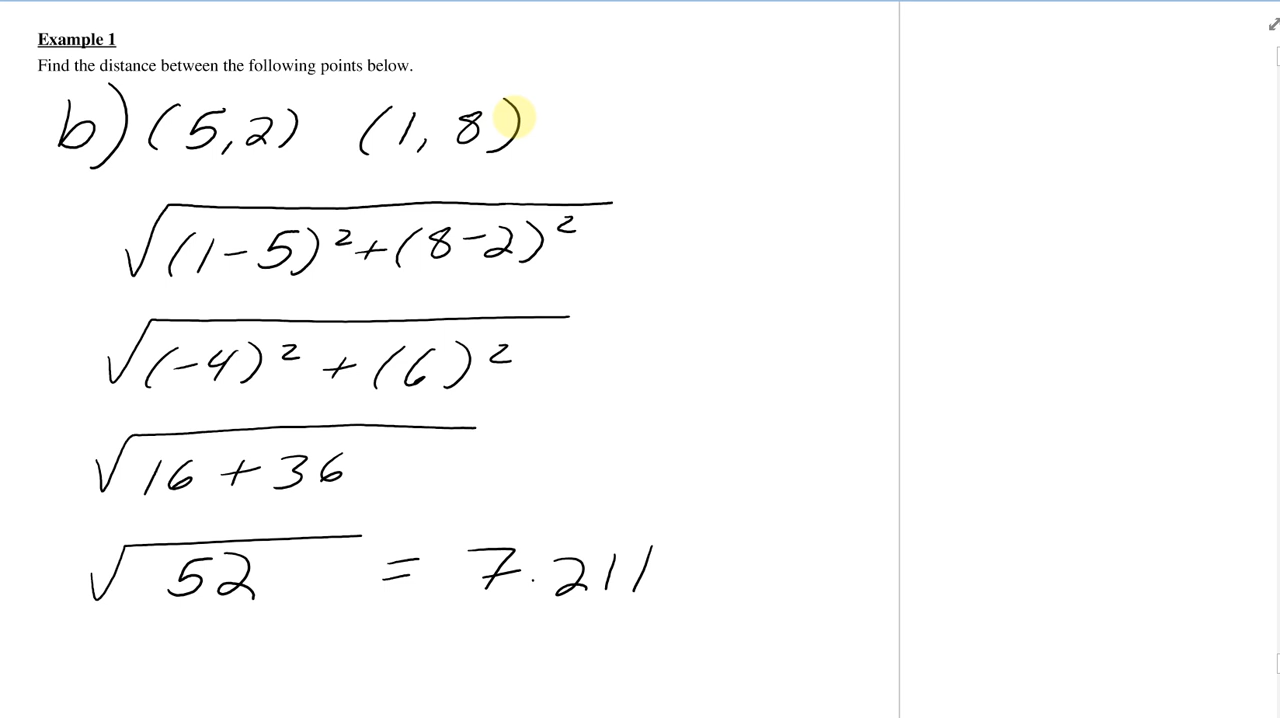 Example 1
Find the distance between the following points below.
b) (5,2) (1, 8)
√(1-5)²+(8-2)²
√(-4)² + (6)²
√16 + 36
√52 = 7.211